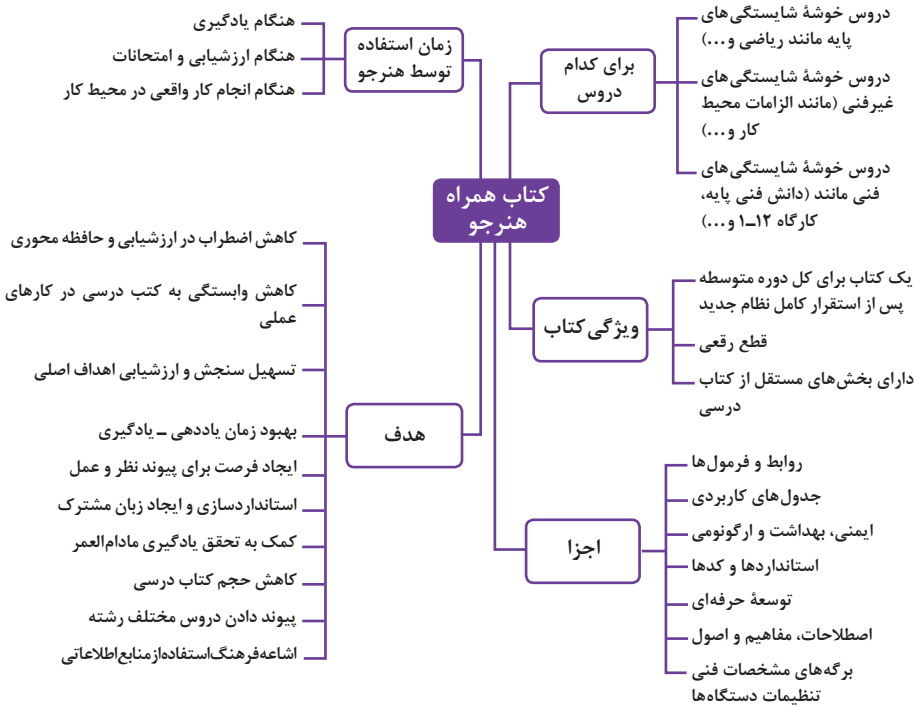 کتاب همراه
هنرجو
برای کدام
دروس
دروس خوشهٔ شایستگی‌های
پایه مانند ریاضی و...)
دروس خوشهٔ شایستگی‌های
غیرفنی (مانند الزامات محیط
کار و...)
دروس خوشهٔ شایستگی‌های
فنی مانند (دانش فنی پایه،
کارگاه ۱۲ــ۱ و...)
ویژگی کتاب
یک کتاب برای کل دوره متوسطه
پس از استقرار کامل نظام جدید
قطع رقعی
دارای بخش‌های مستقل از کتاب
درسی
اجزا
روابط و فرمول‌ها
جدول‌های کاربردی
ایمنی، بهداشت و ارگونومی
استانداردها و کدها
توسعهٔ حرفه‌ای
اصطلاحات، مفاهیم و اصول
برگه‌های مشخصات فنی
تنظیمات دستگاه‌ها
زمان استفاده
توسط هنرجو
هنگام یادگیری
هنگام ارزشیابی و امتحانات
هنگام انجام کار واقعی در محیط کار
هدف
کاهش اضطراب در ارزشیابی و حافظه محوری
کاهش وابستگی به کتب درسی در کارهای
عملی
تسهیل سنجش و ارزشیابی اهداف اصلی
بهبود زمان یاددهی ــ یادگیری
ایجاد فرصت برای پیوند نظر و عمل
استانداردسازی و ایجاد زبان مشترک
کمک به تحقق یادگیری مادام‌العمر
کاهش حجم کتاب درسی
پیوند دادن دروس مختلف رشته
اشاعه فرهنگ استفاده از منابع اطلاعاتی